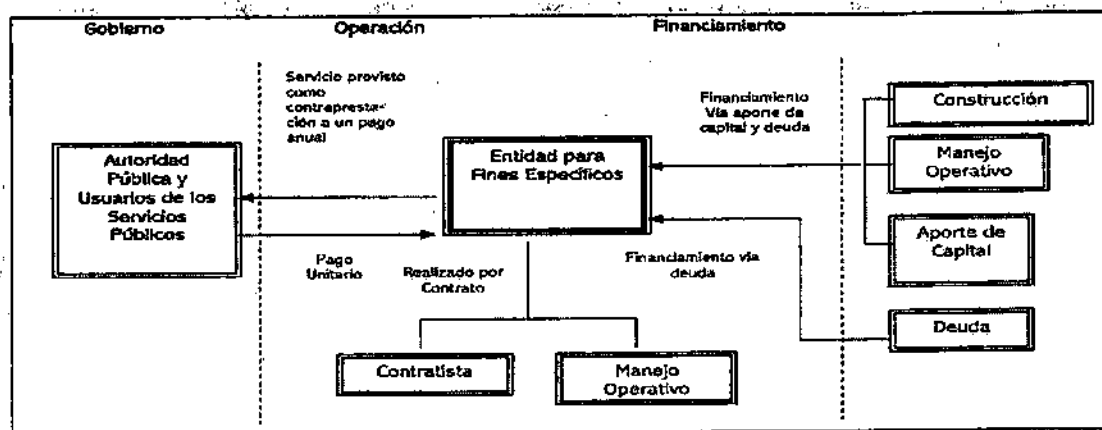 Gobierno
Operación
Financiamiento
Servicio provisto
como
contrapresta-
ción a un pago
anual
Financiamiento
Vía aporte de
capital y deuda
Construcción
Manejo
Operativo
Aporte de
Capital
Deuda
Autoridad
Pública y
Usuarios de los
Servicios
Públicos
Entidad para
Fines Específicos
Pago
Unitario
Realizado por
Contrato
Financiamiento vía
deuda
Contratista
Manejo
Operativo